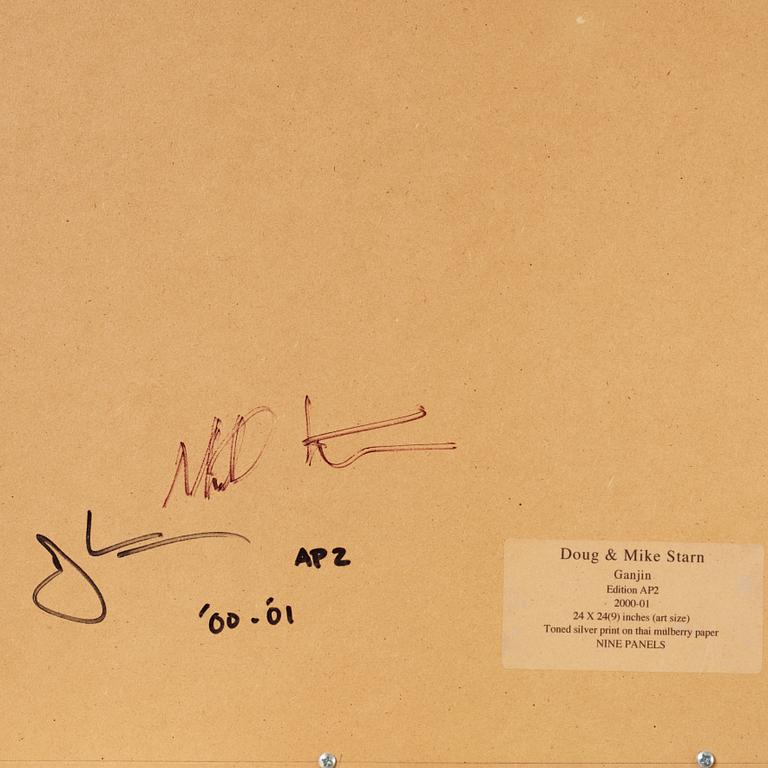 AP2
'00-'01
Doug & Mike Starn
Ganjin
Edition AP2
2000-01
24 X 24(9) inches (art size)
Toned silver print on thai mulberry paper
NINE PANELS